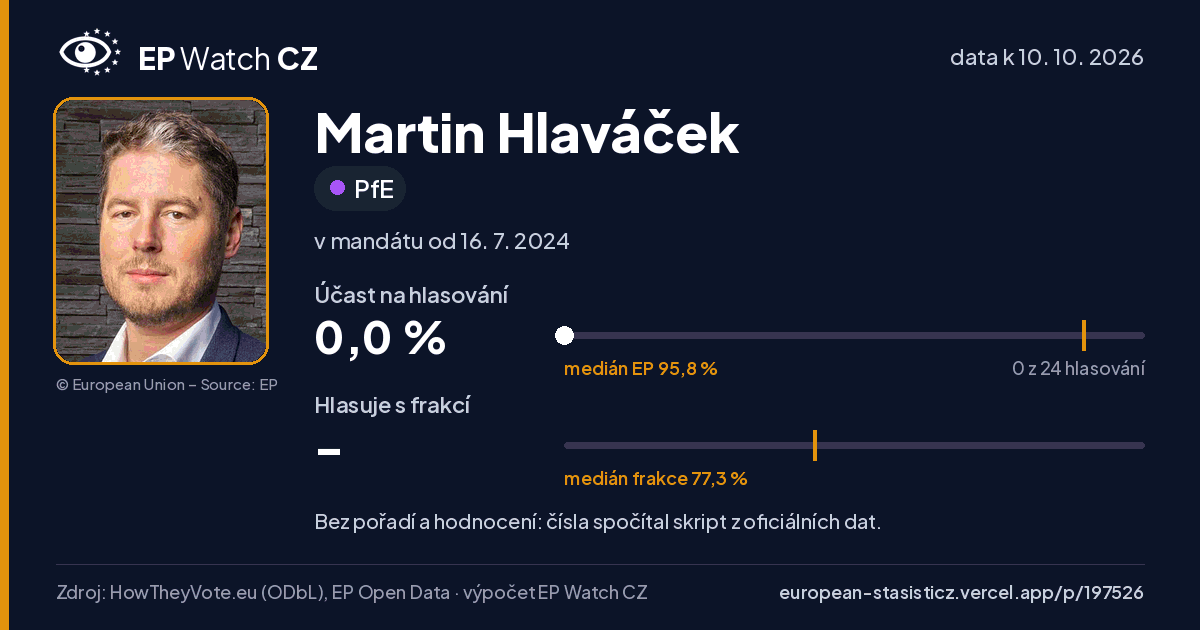 EP Watch CZ
data k 10. 10. 2026
Martin Hlaváček
PfE
v mandátu od 16. 7. 2024
Účast na hlasování
0,0 %
medián EP 95,8 %
0 z 24 hlasování
© European Union – Source: EP
Hlasuje s frakcí
–
medián frakce 77,3 %
Bez pořadí a hodnocení: čísla spočítal skript z oficiálních dat.
Zdroj: HowTheyVote.eu (ODbL), EP Open Data · výpočet EP Watch CZ
european-stasisticz.vercel.app/p/197526